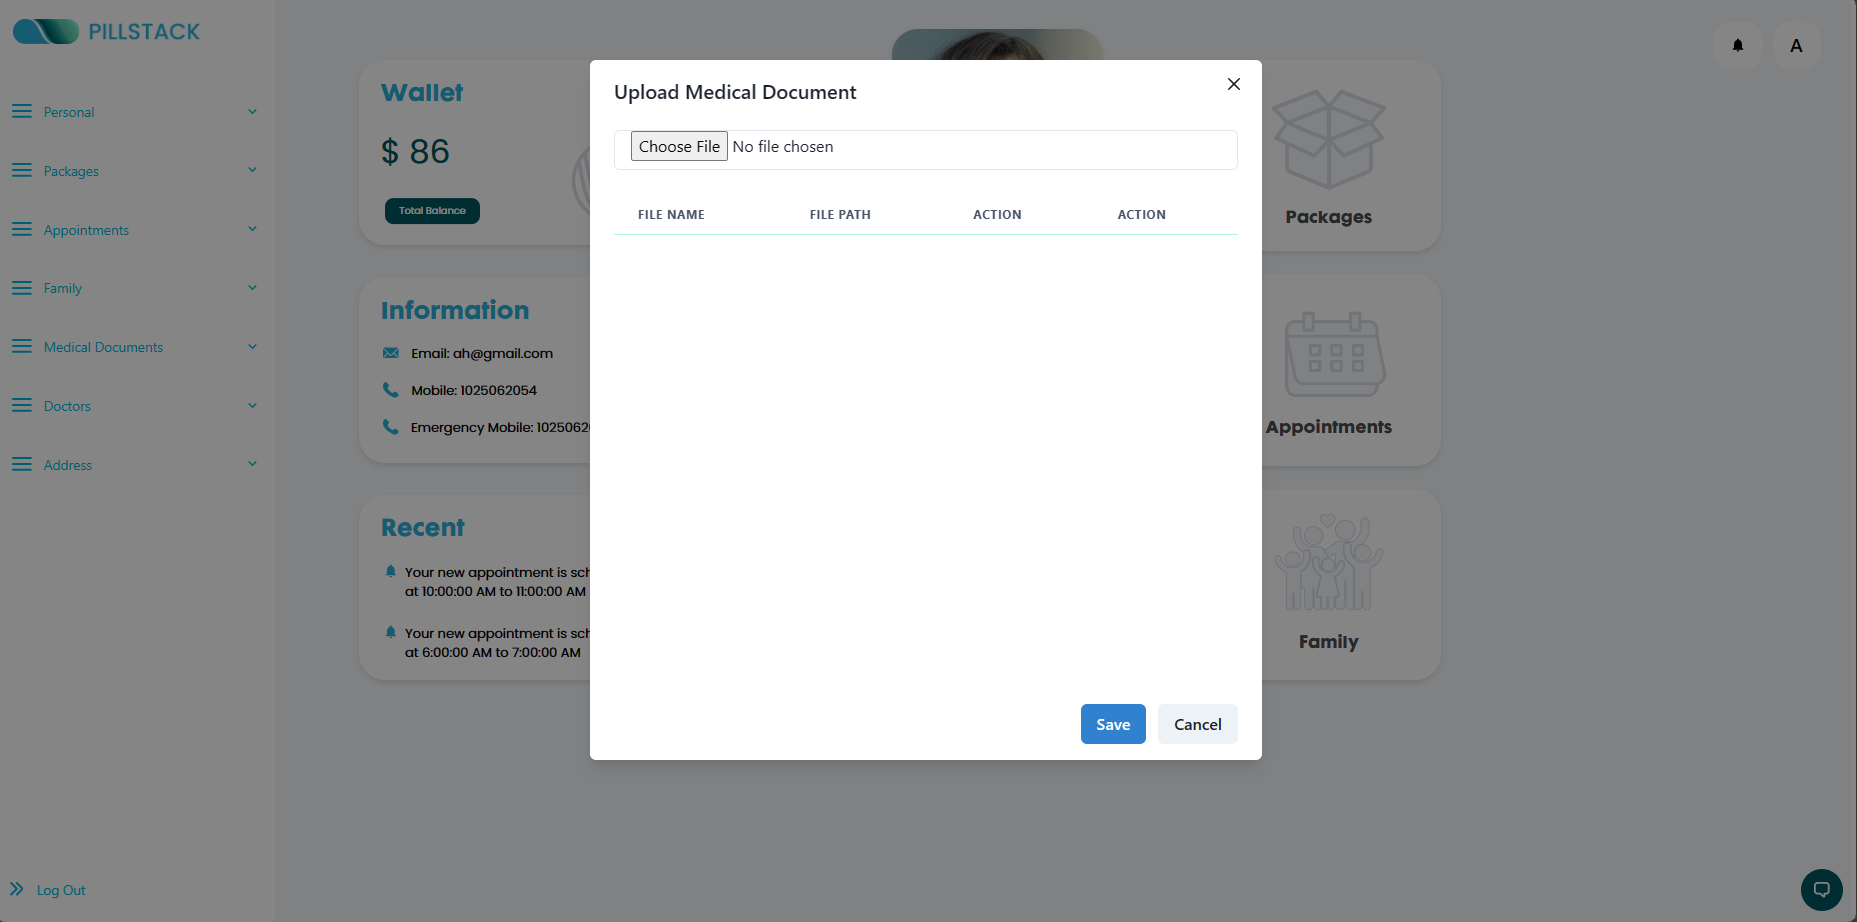 PILLSTACK
Personal
Packages
Appointments
Family
Medical Documents
Doctors
Address
Log Out
Wallet
$ 86
Total Balance
Information
Email: ah@gmail.com
Mobile: 1025062054
Emergency Mobile: 1025062
Recent
Your new appointment is sch
at 10:00:00 AM to 11:00:00 AM
Your new appointment is sch
at 6:00:00 AM to 7:00:00 AM
Upload Medical Document
Choose File No file chosen
FILE NAME FILE PATH ACTION ACTION
Save Cancel
Packages
Appointments
Family
A